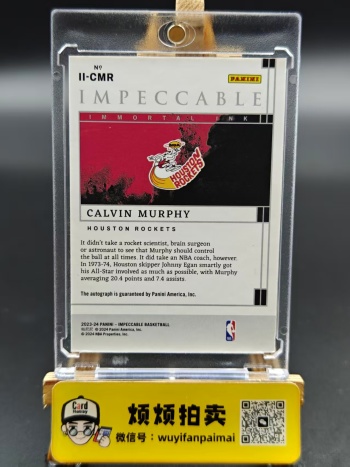 Nº
II-CMR
PANINI
IMPECCABLE
IMMORTAL INK
HOUSTON
ROCKETS
CALVIN MURPHY
HOUSTON ROCKETS
It didn't take a rocket scientist, brain surgeon
or astronaut to see that Murphy should control
the ball at all times. It did take an NBA coach, however.
In 1973-74, Houston skipper Johnny Egan smartly got
his All-Star involved as much as possible, with Murphy
averaging 20.4 points and 7.4 assists.
The autograph is guaranteed by Panini America, Inc.
2023-24 PANINI – IMPECCABLE BASKETBALL
© 2024 Panini America, Inc.
© 2024 NBA Properties, Inc.
Card
烦烦拍卖
微信号：wuyifanpaimai